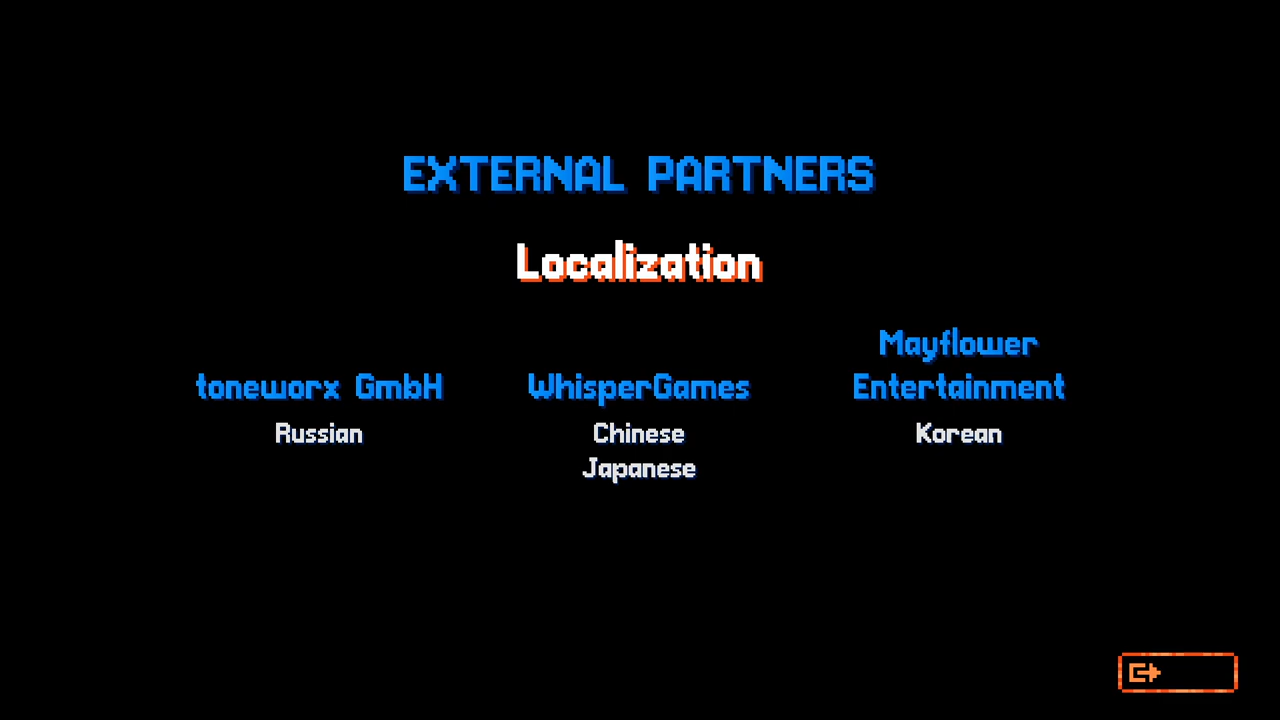 EXTERNAL PARTNERS
Localization
toneworx GmbH
Russian
WhisperGames
Chinese
Japanese
Mayflower
Entertainment
Korean